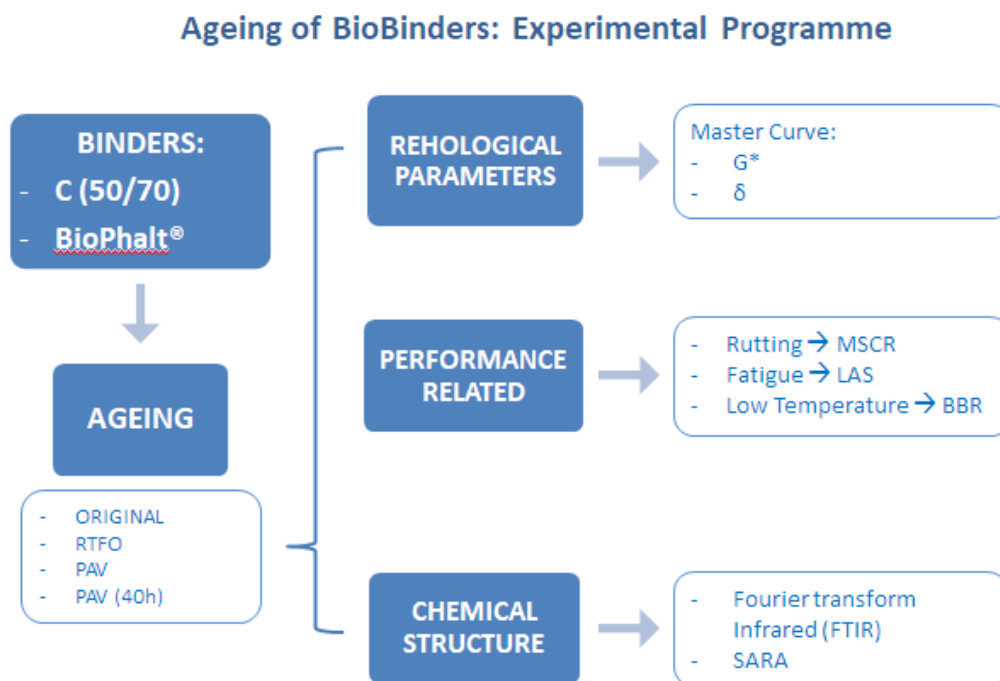 Ageing of BioBinders: Experimental Programme
BINDERS:
- C (50/70)
- BioPhalt®
AGEING
- ORIGINAL
- RTFO
- PAV
- PAV (40h)
REHOLOGICAL
PARAMETERS
Master Curve:
- G*
- δ
PERFORMANCE
RELATED
- Rutting → MSCR
- Fatigue → LAS
- Low Temperature → BBR
CHEMICAL
STRUCTURE
- Fourier transform
Infrared (FTIR)
- SARA